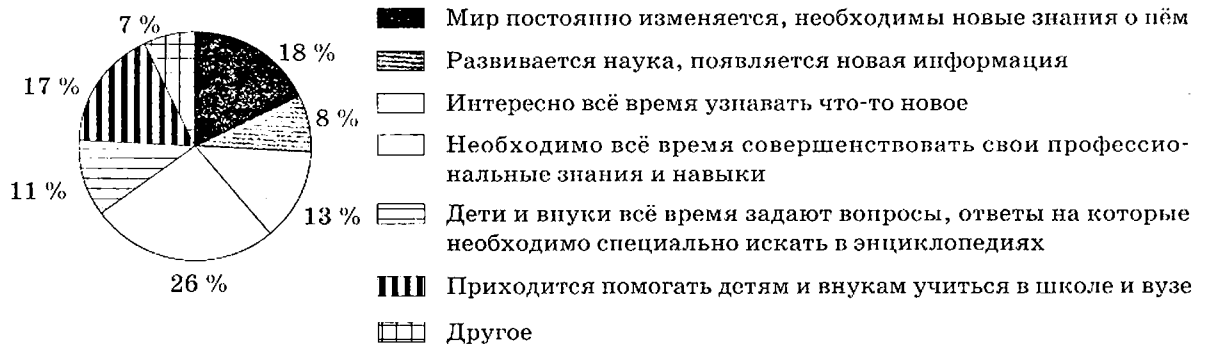 7 %
18 %
17 %
8 %
11 %
13 %
26 %
Мир постоянно изменяется, необходимы новые знания о нём
Развивается наука, появляется новая информация
Интересно всё время узнавать что-то новое
Необходимо всё время совершенствовать свои профессио-
нальные знания и навыки
Дети и внуки всё время задают вопросы, ответы на которые
необходимо специально искать в энциклопедиях
Приходится помогать детям и внукам учиться в школе и вузе
Другое